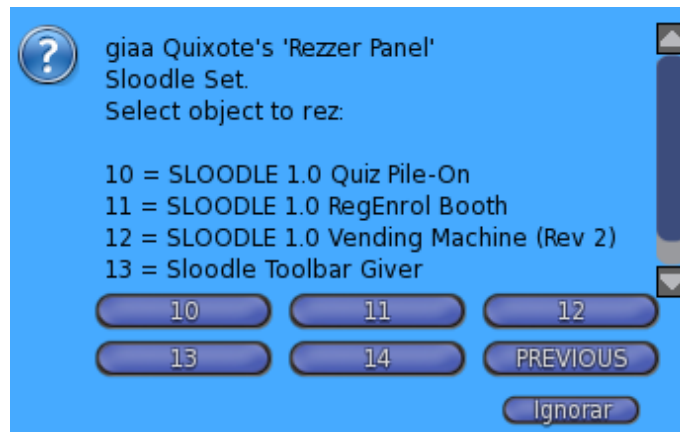 ?
giaa Quixote's 'Rezzer Panel'
Sloodle Set.
Select object to rez:
10 = SLOODLE 1.0 Quiz Pile-On
11 = SLOODLE 1.0 RegEnrol Booth
12 = SLOODLE 1.0 Vending Machine (Rev 2)
13 = Sloodle Toolbar Giver
10 11 12
13 14 PREVIOUS
Ignorar